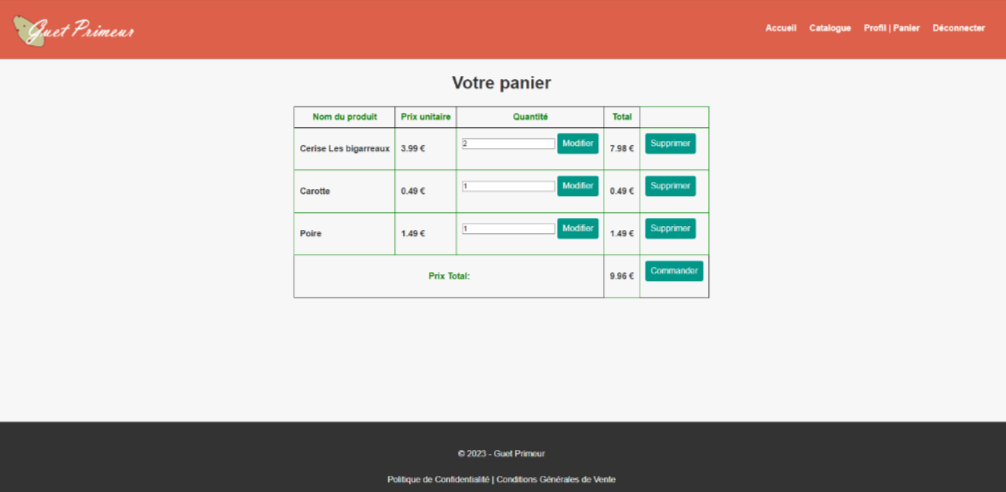 Guet Primeur
Accueil Catalogue Profil | Panier Déconnecter
Votre panier
Nom du produit Prix unitaire Quantité Total
Cerise Les bigarreaux 3.99 € 2 Modifier 7.98 € Supprimer
Carotte 0.49 € 1 Modifier 0.49 € Supprimer
Poire 1.49 € 1 Modifier 1.49 € Supprimer
Prix Total: 9.96 € Commander
© 2023 - Guet Primeur
Politique de Confidentialité | Conditions Générales de Vente